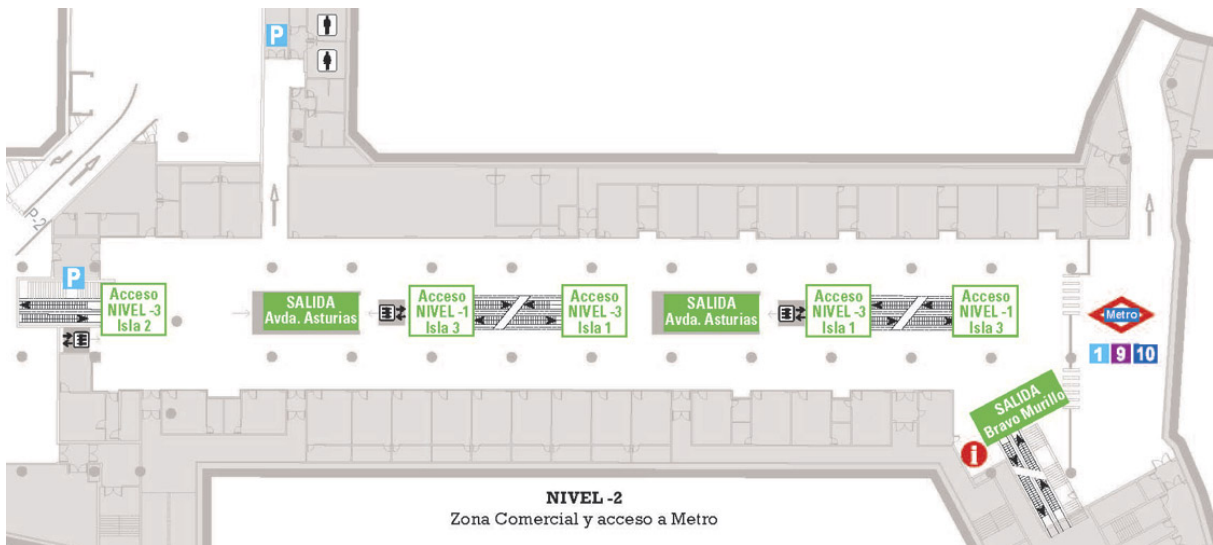 P
P-2
P
Acceso
NIVEL -3
Isla 2
SALIDA
Avda. Asturias
Acceso
NIVEL -1
Isla 3
Acceso
NIVEL -3
Isla 1
SALIDA
Avda. Asturias
Acceso
NIVEL -3
Isla 1
Acceso
NIVEL -1
Isla 3
Metro
1 9 10
SALIDA
Bravo Murillo
i
NIVEL -2
Zona Comercial y acceso a Metro